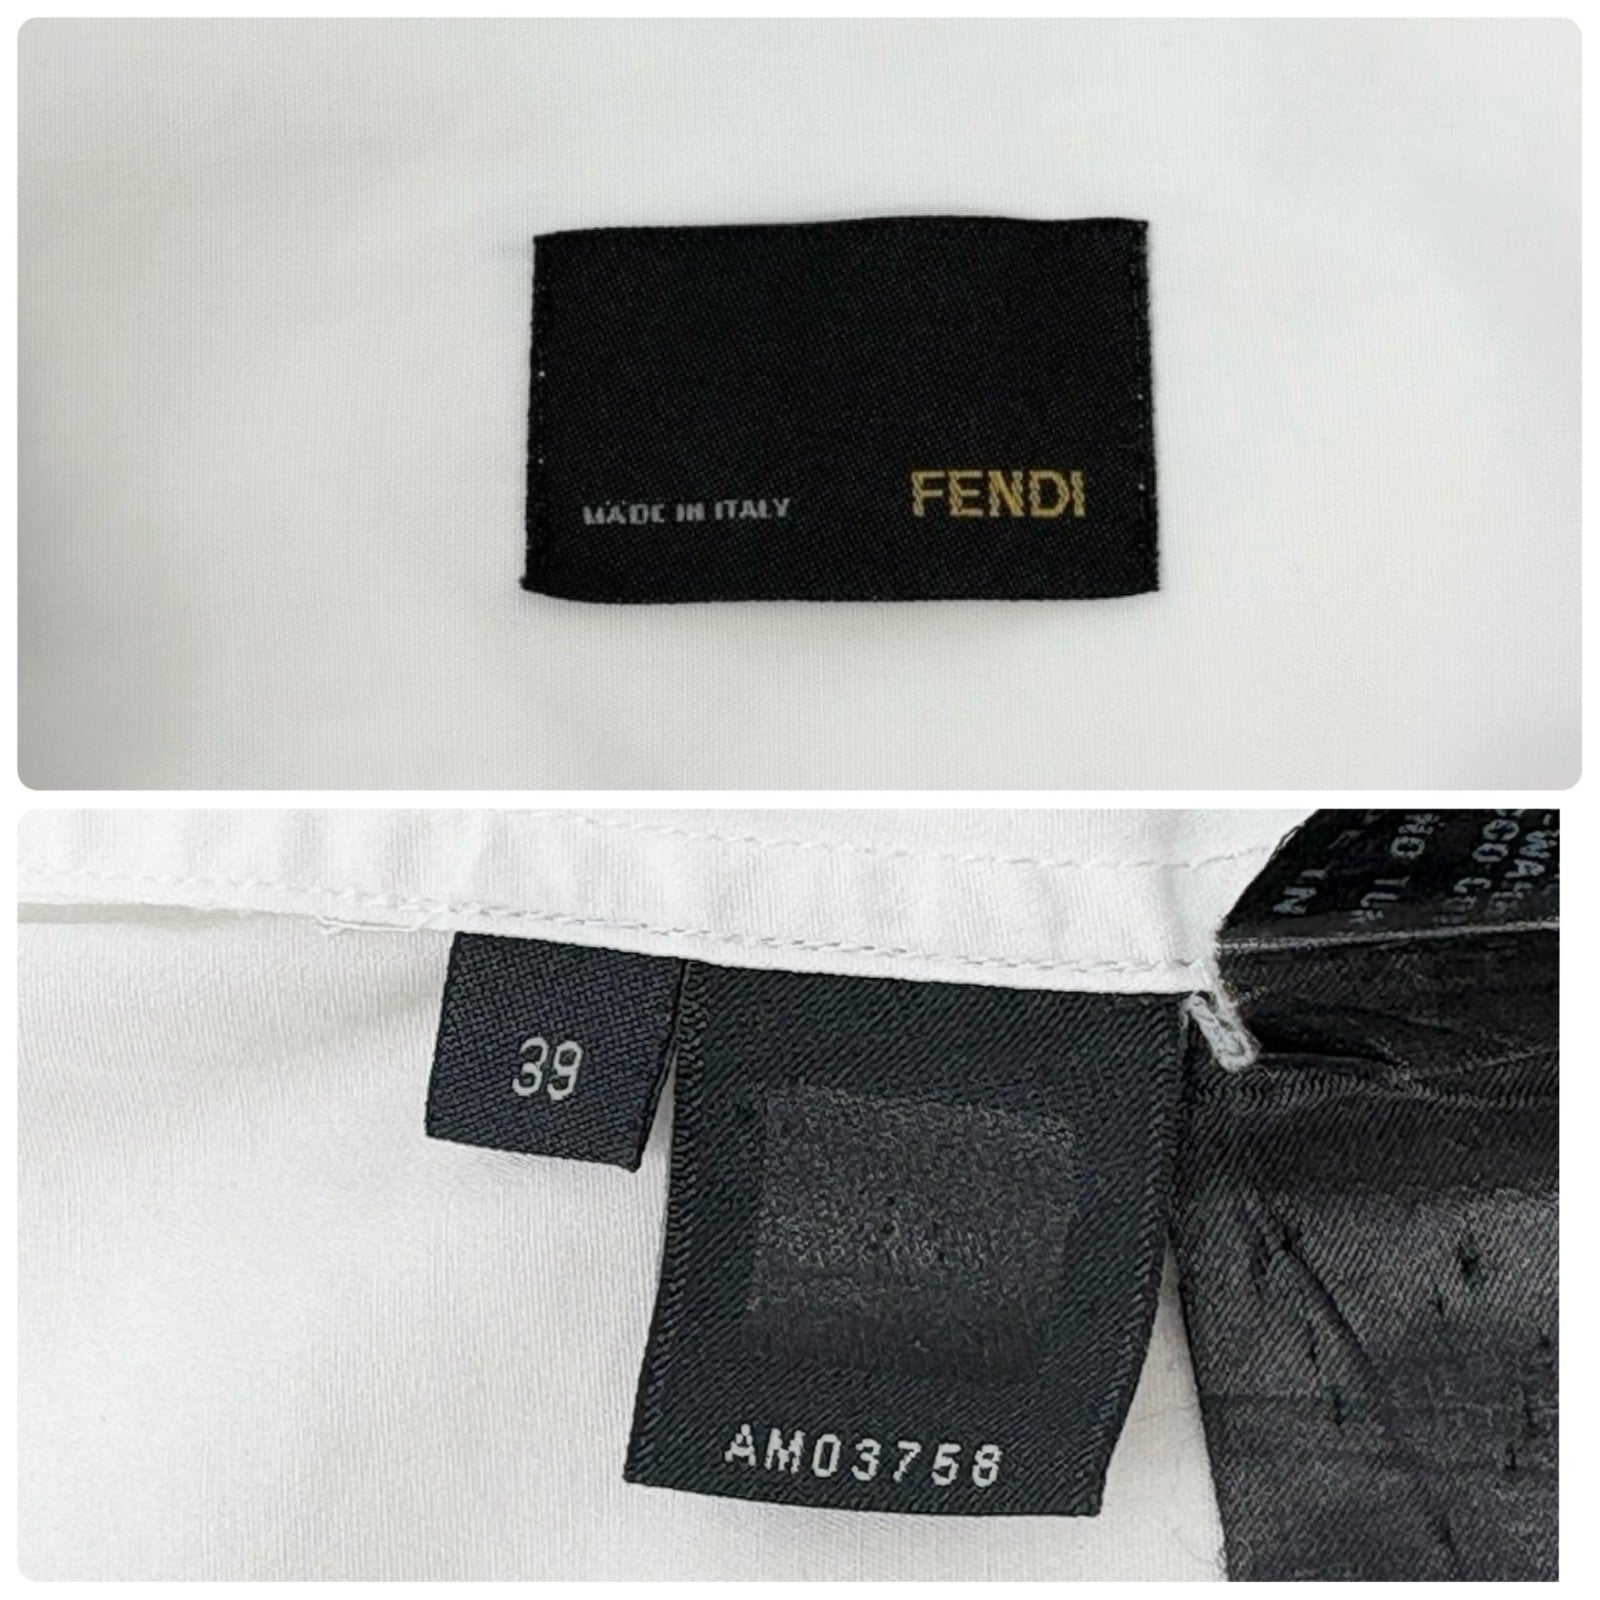 MADE IN ITALY
FENDI
39
AM03758